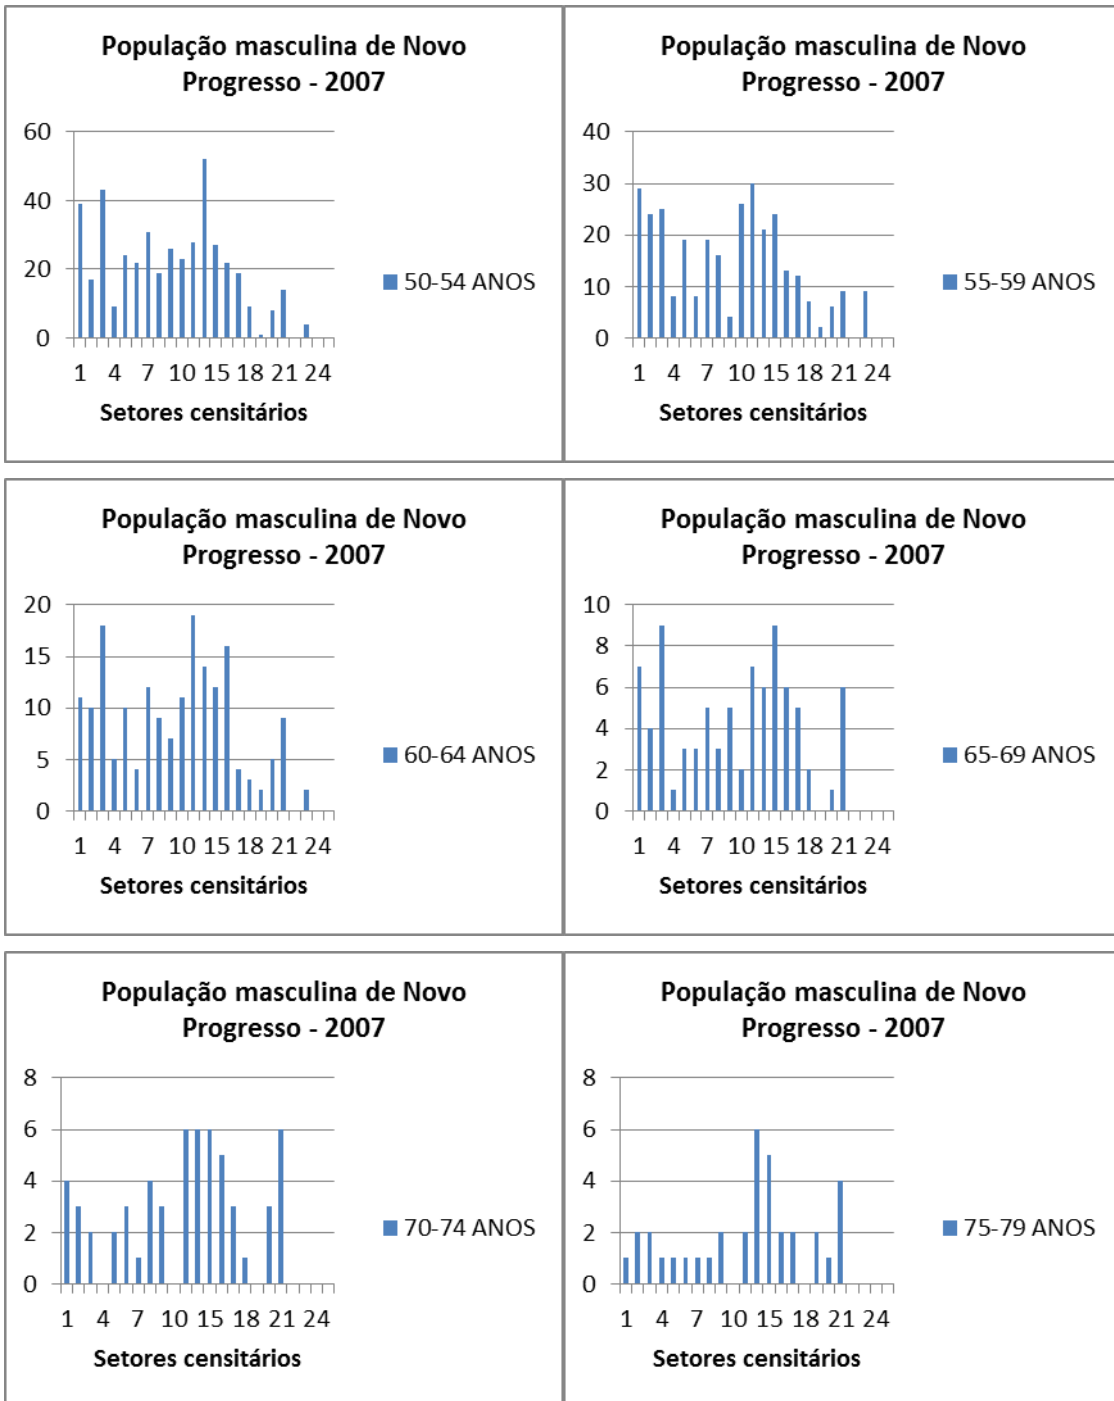 População masculina de Novo
Progresso - 2007
60
40
20
0
1 4 7 10 15 18 21 24
Setores censitários
50-54 ANOS
População masculina de Novo
Progresso - 2007
40
30
20
10
0
1 4 7 10 15 18 21 24
Setores censitários
55-59 ANOS
População masculina de Novo
Progresso - 2007
20
15
10
5
0
1 4 7 10 15 18 21 24
Setores censitários
60-64 ANOS
População masculina de Novo
Progresso - 2007
10
8
6
4
2
0
1 4 7 10 15 18 21 24
Setores censitários
65-69 ANOS
População masculina de Novo
Progresso - 2007
8
6
4
2
0
1 4 7 10 15 18 21 24
Setores censitários
70-74 ANOS
População masculina de Novo
Progresso - 2007
8
6
4
2
0
1 4 7 10 15 18 21 24
Setores censitários
75-79 ANOS